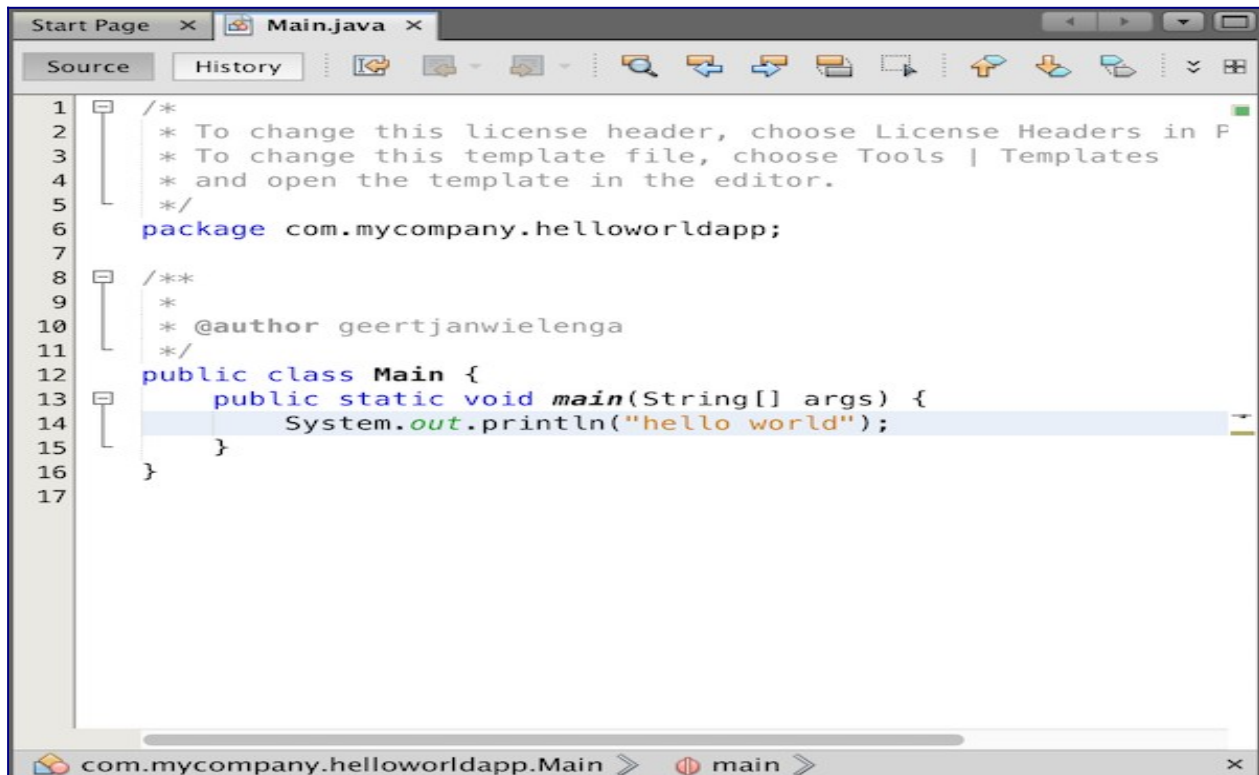 Start Page × Main.java ×
Source History
1 /*
2 * To change this license header, choose License Headers in P
3 * To change this template file, choose Tools | Templates
4 * and open the template in the editor.
5 */
6 package com.mycompany.helloworldapp;
7
8 /**
9 *
10 * @author geertjanwielenga
11 */
12 public class Main {
13 public static void main(String[] args) {
14 System.out.println("hello world");
15 }
16 }
17
com.mycompany.helloworldapp.Main main ×